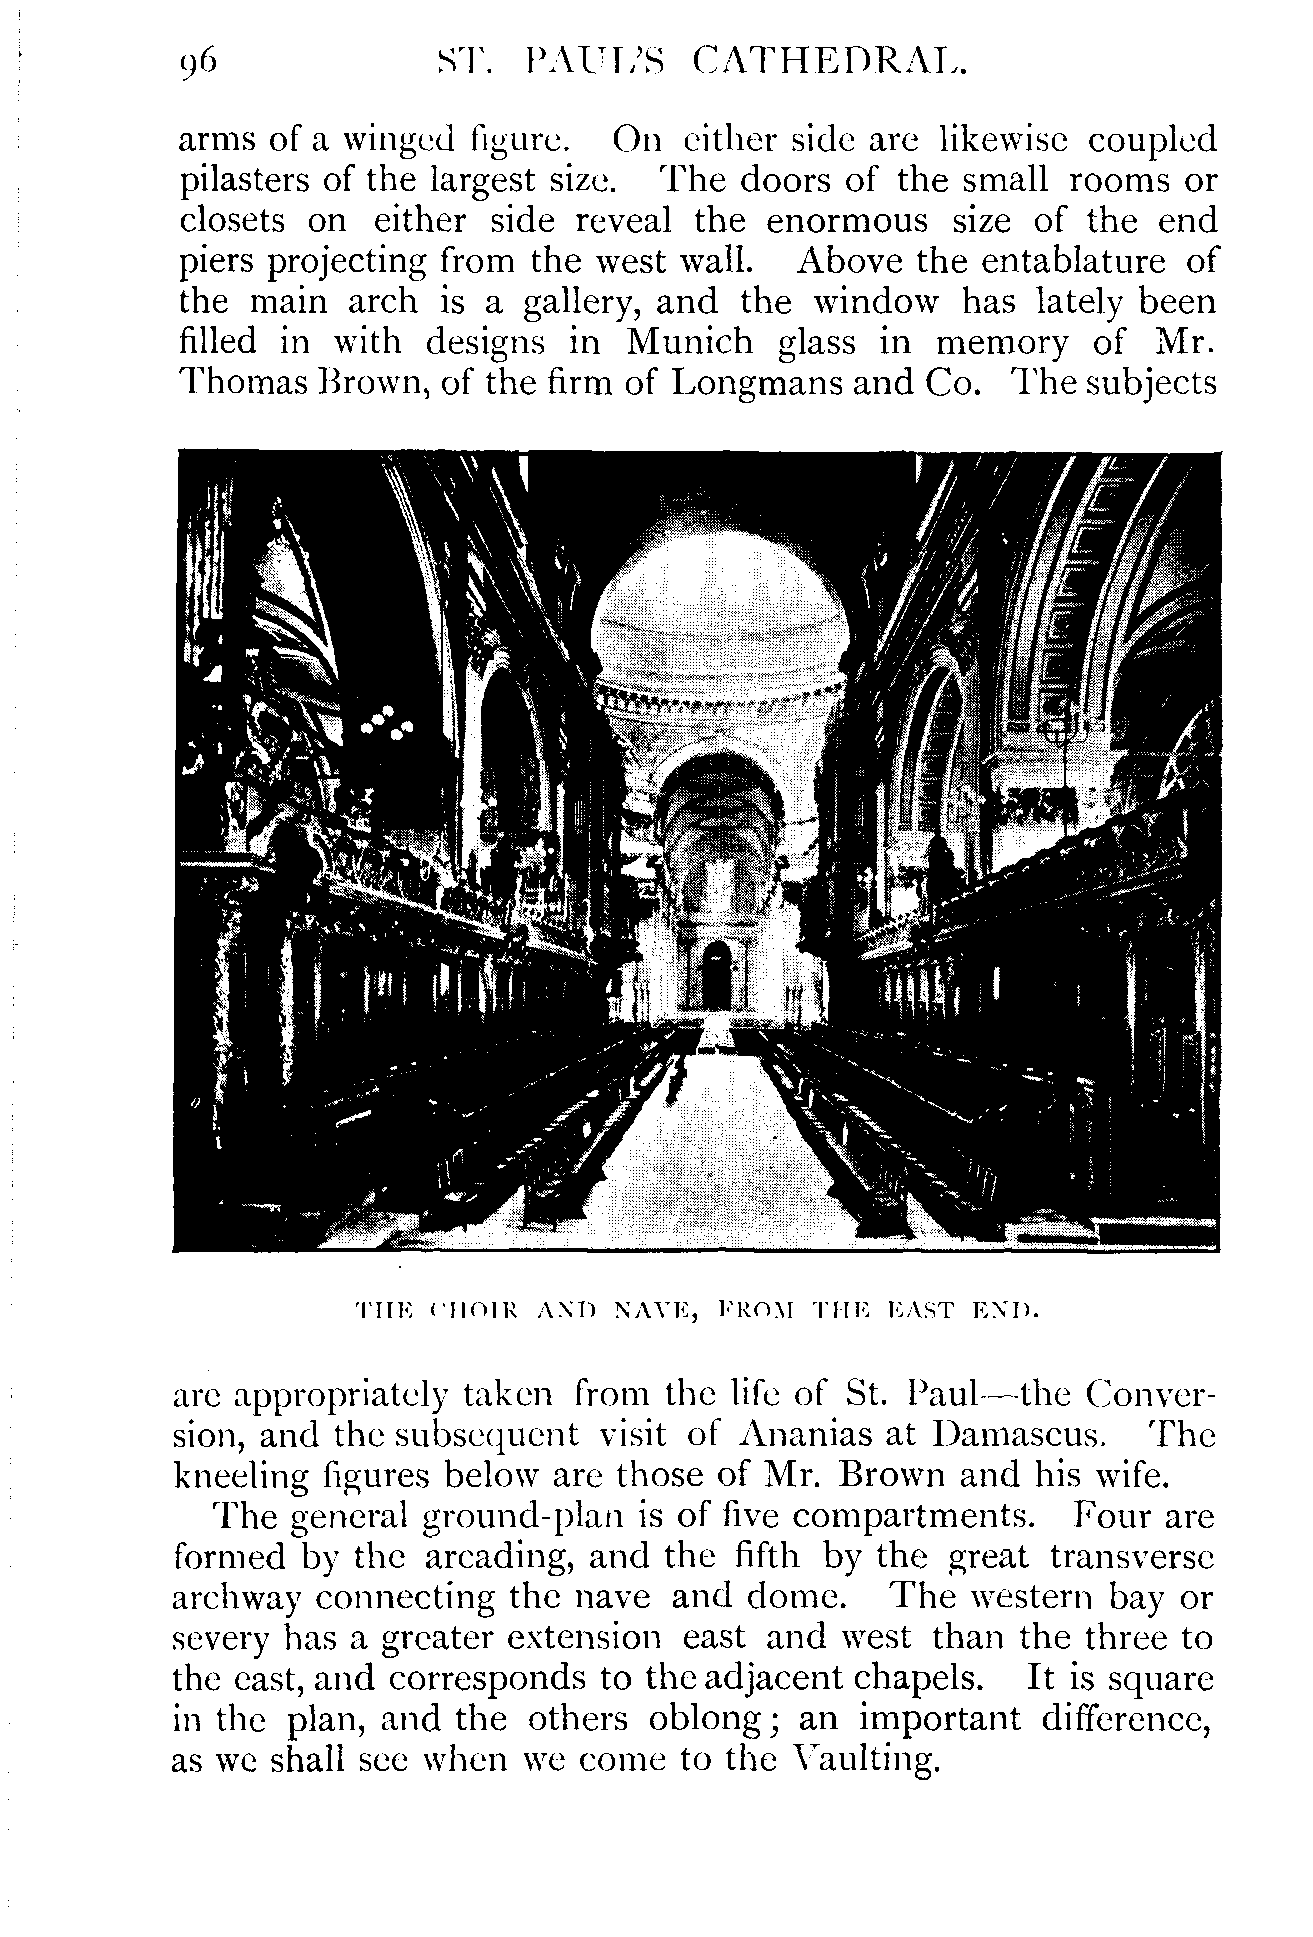 96 ST. PAUL'S CATHEDRAL.
arms of a winged figure. On either side are likewise coupled
pilasters of the largest size. The doors of the small rooms or
closets on either side reveal the enormous size of the end
piers projecting from the west wall. Above the entablature of
the main arch is a gallery, and the window has lately been
filled in with designs in Munich glass in memory of Mr.
Thomas Brown, of the firm of Longmans and Co. The subjects
THE CHOIR AND NAVE, FROM THE EAST END.
are appropriately taken from the life of St. Paul—the Conver-
sion, and the subsequent visit of Ananias at Damascus. The
kneeling figures below are those of Mr. Brown and his wife.
The general ground-plan is of five compartments. Four are
formed by the arcading, and the fifth by the great transverse
archway connecting the nave and dome. The western bay or
severy has a greater extension east and west than the three to
the east, and corresponds to the adjacent chapels. It is square
in the plan, and the others oblong; an important difference,
as we shall see when we come to the Vaulting.